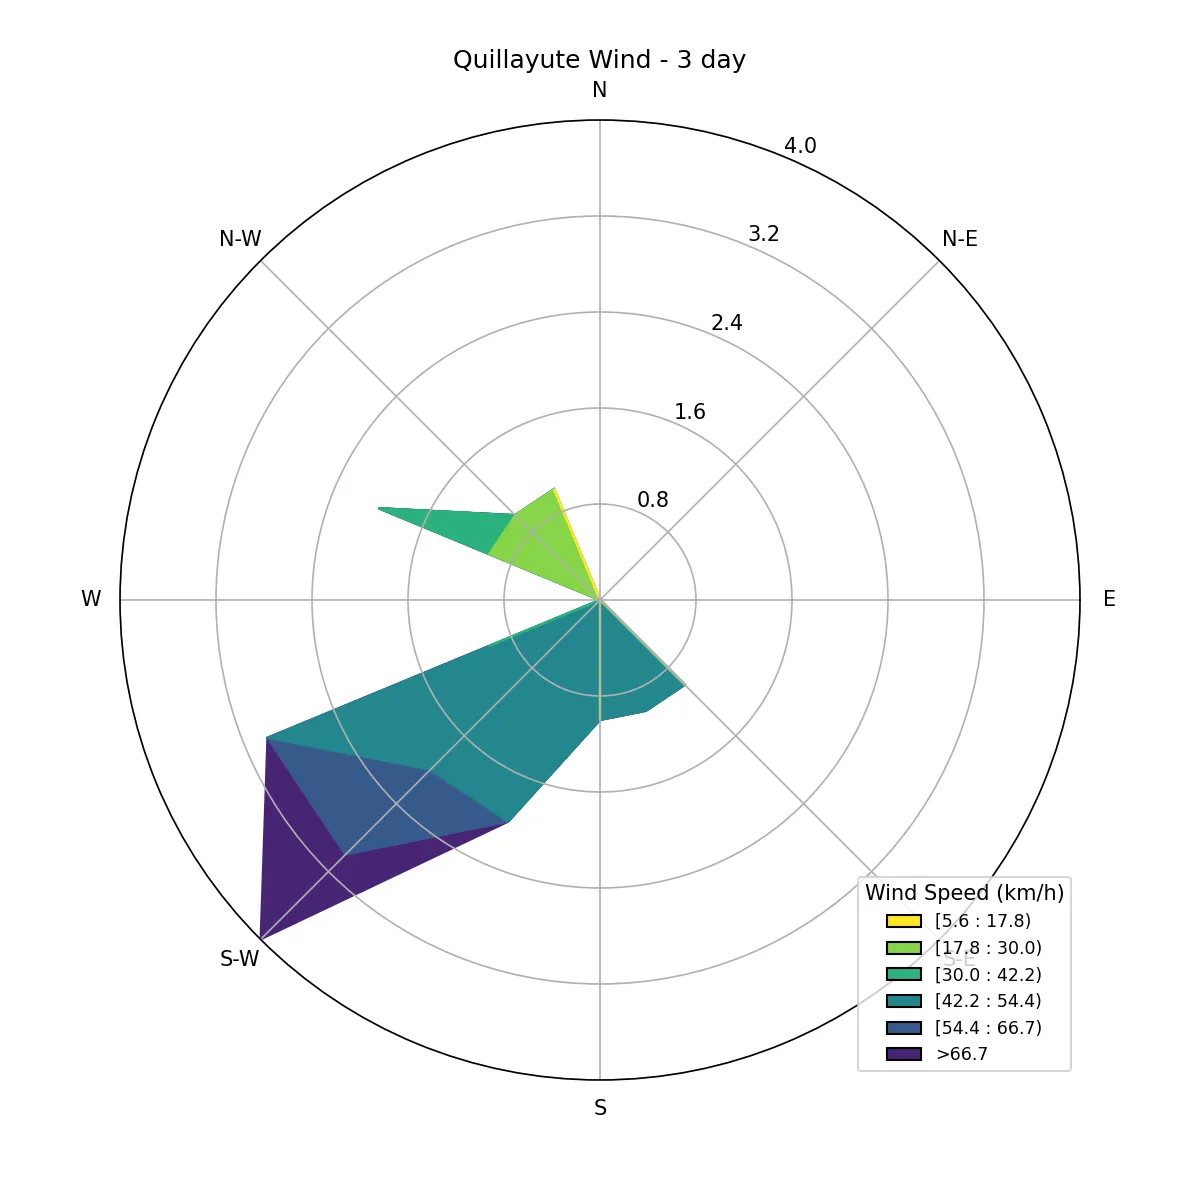 Quillayute Wind - 3 day
N
4.0
N-W
3.2
N-E
2.4
1.6
0.8
W
E
S-W
S-E
Wind Speed (km/h)
[5.6 : 17.8)
[17.8 : 30.0)
[30.0 : 42.2)
[42.2 : 54.4)
[54.4 : 66.7)
>66.7
S